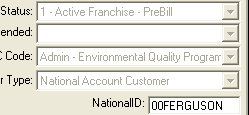 Status: 1 - Active Franchise - PreBill
ended:
Code: Admin - Environmental Quality Program
r Type: National Account Customer
NationalID: 00FERGUSON